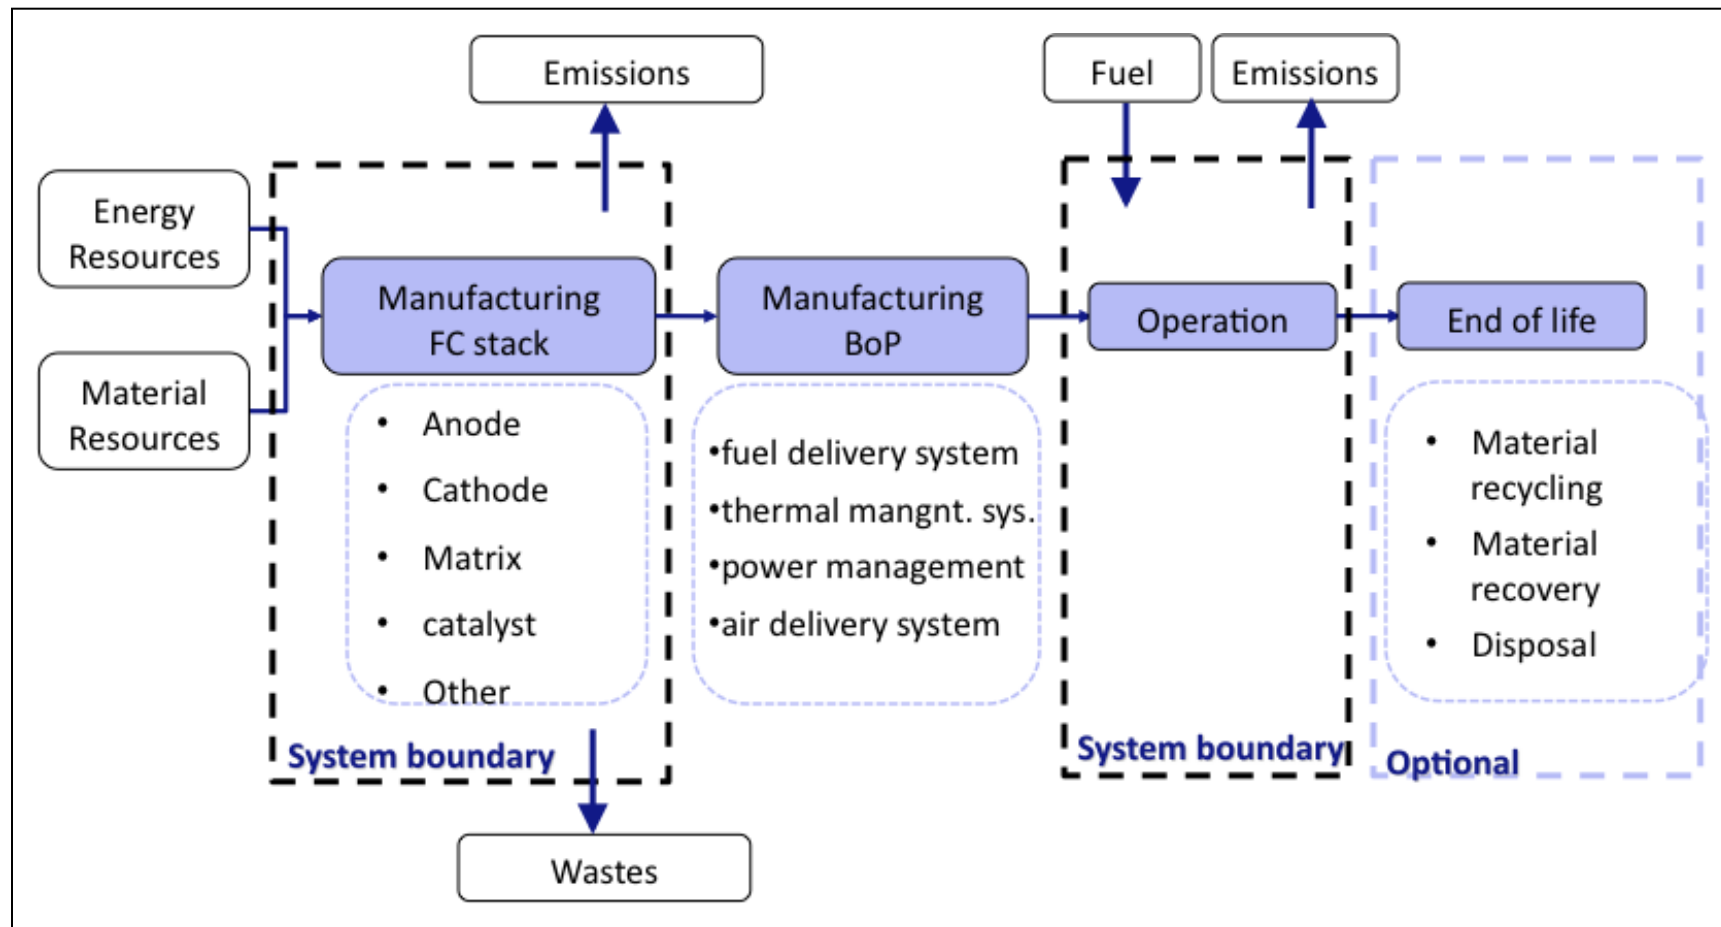 Emissions
Fuel
Emissions
Energy
Resources
Material
Resources
Manufacturing
FC stack
• Anode
• Cathode
• Matrix
• catalyst
• Other
System boundary
Wastes
Manufacturing
BoP
•fuel delivery system
•thermal mangnt. sys.
•power management
•air delivery system
Operation
System boundary
End of life
• Material
recycling
• Material
recovery
• Disposal
Optional